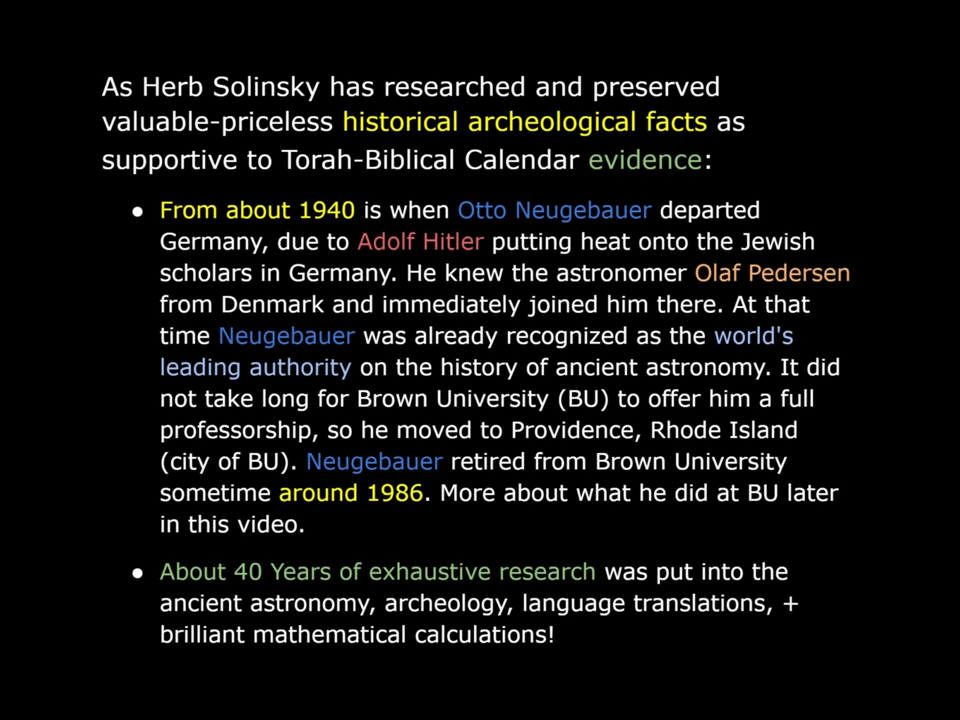 As Herb Solinsky has researched and preserved
valuable-priceless historical archeological facts as
supportive to Torah-Biblical Calendar evidence:
● From about 1940 is when Otto Neugebauer departed
Germany, due to Adolf Hitler putting heat onto the Jewish
scholars in Germany. He knew the astronomer Olaf Pedersen
from Denmark and immediately joined him there. At that
time Neugebauer was already recognized as the world's
leading authority on the history of ancient astronomy. It did
not take long for Brown University (BU) to offer him a full
professorship, so he moved to Providence, Rhode Island
(city of BU). Neugebauer retired from Brown University
sometime around 1986. More about what he did at BU later
in this video.
● About 40 Years of exhaustive research was put into the
ancient astronomy, archeology, language translations, +
brilliant mathematical calculations!